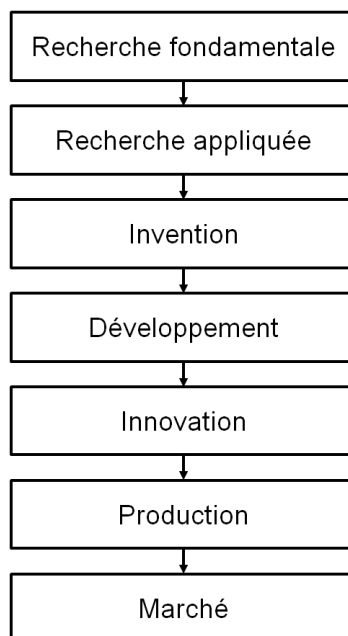 Recherche fondamentale
Recherche appliquée
Invention
Développement
Innovation
Production
Marché